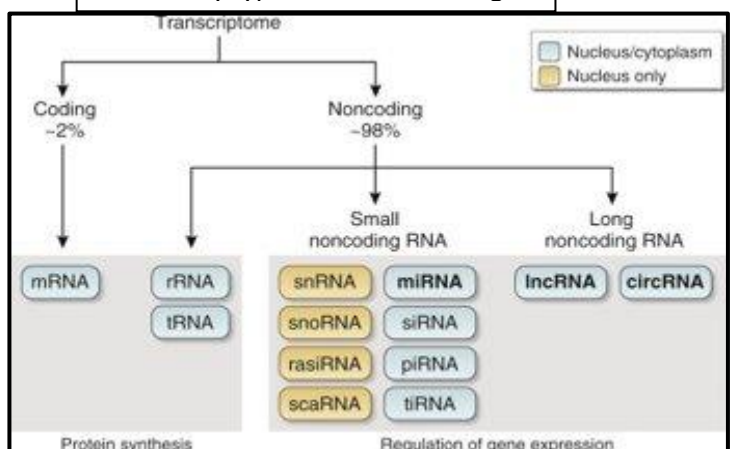 Transcriptome
Nucleus/cytoplasm
Nucleus only
Coding
~2%
Noncoding
~98%
Small
noncoding RNA
Long
noncoding RNA
mRNA
rRNA
tRNA
snRNA
miRNA
snoRNA
siRNA
rasiRNA
piRNA
scaRNA
tiRNA
lncRNA
circRNA
Protein synthesis
Regulation of gene expression